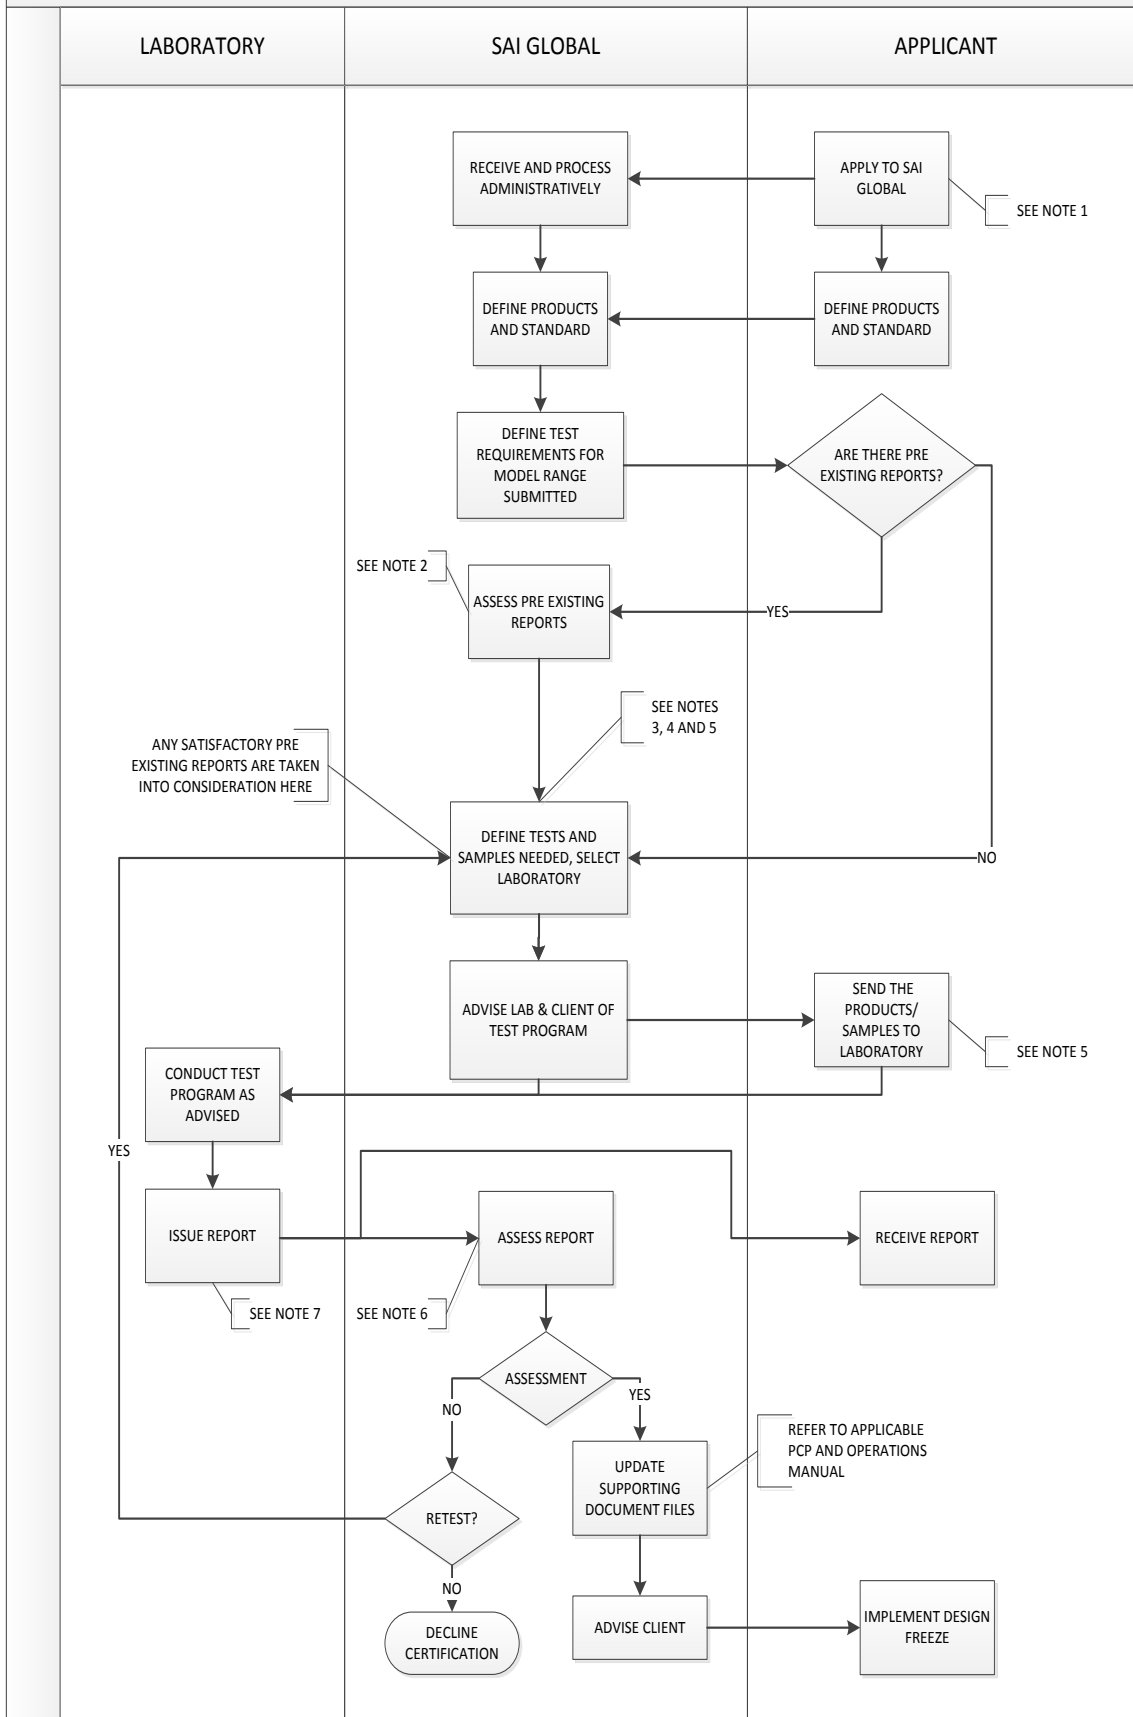 LABORATORY
SAI GLOBAL
APPLICANT
RECEIVE AND PROCESS
ADMINISTRATIVELY
APPLY TO SAI
GLOBAL
SEE NOTE 1
DEFINE PRODUCTS
AND STANDARD
DEFINE PRODUCTS
AND STANDARD
DEFINE TEST
REQUIREMENTS FOR
MODEL RANGE
SUBMITTED
ARE THERE PRE
EXISTING REPORTS?
SEE NOTE 2
ASSESS PRE EXISTING
REPORTS
YES
SEE NOTES
3, 4 AND 5
ANY SATISFACTORY PRE
EXISTING REPORTS ARE TAKEN
INTO CONSIDERATION HERE
DEFINE TESTS AND
SAMPLES NEEDED, SELECT
LABORATORY
NO
ADVISE LAB & CLIENT OF
TEST PROGRAM
SEND THE
PRODUCTS/
SAMPLES TO
LABORATORY
SEE NOTE 5
CONDUCT TEST
PROGRAM AS
ADVISED
YES
ISSUE REPORT
ASSESS REPORT
RECEIVE REPORT
SEE NOTE 7
SEE NOTE 6
ASSESSMENT
NO
YES
REFER TO APPLICABLE
PCP AND OPERATIONS
MANUAL
UPDATE
SUPPORTING
DOCUMENT FILES
RETEST?
NO
DECLINE
CERTIFICATION
ADVISE CLIENT
IMPLEMENT DESIGN
FREEZE